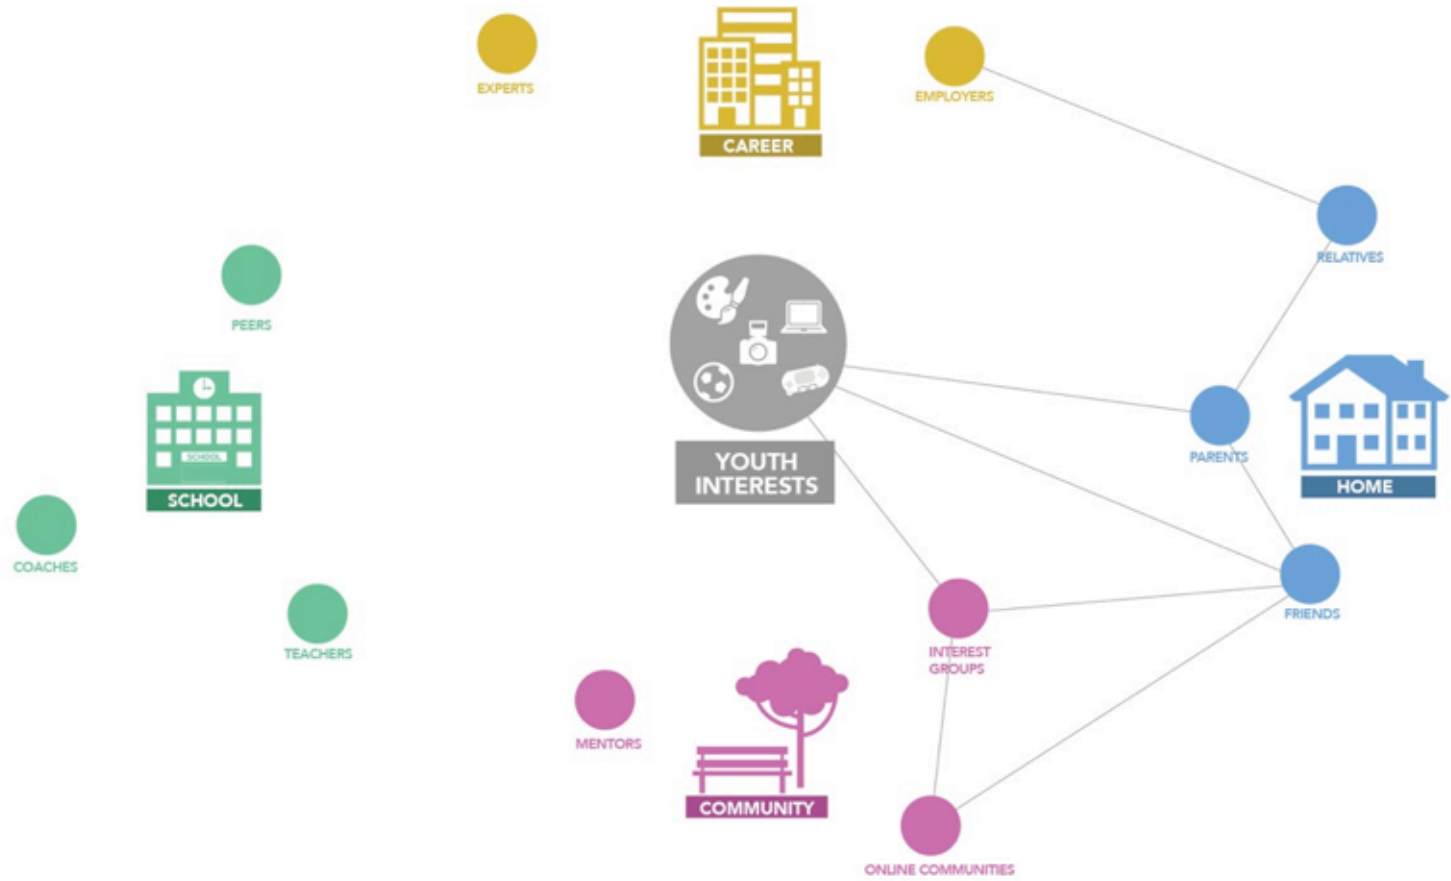 EXPERTS
CAREER
EMPLOYERS
RELATIVES
PEERS
SCHOOL
SCHOOL
YOUTH
INTERESTS
PARENTS
HOME
COACHES
TEACHERS
FRIENDS
INTEREST
GROUPS
MENTORS
COMMUNITY
ONLINE COMMUNITIES